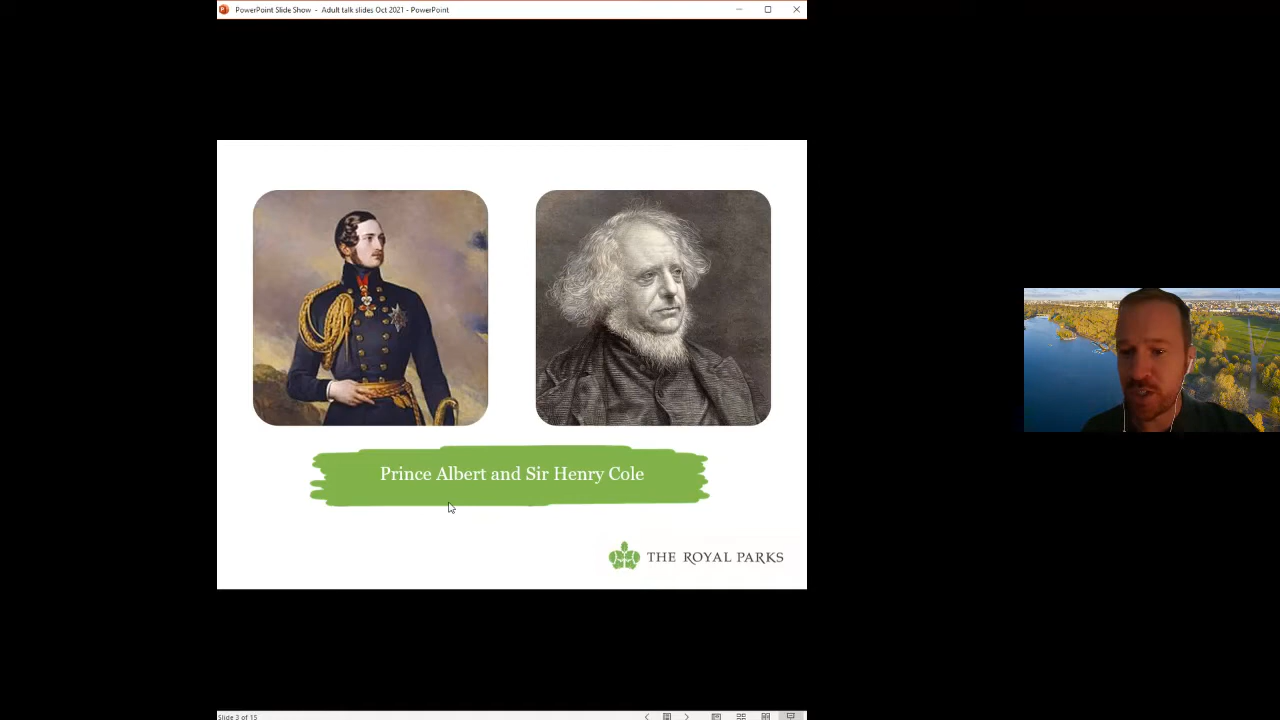 PowerPoint Slide Show - Adult talk slides Oct 2021 - PowerPoint
Prince Albert and Sir Henry Cole
THE ROYAL PARKS
Slide 3 of 15